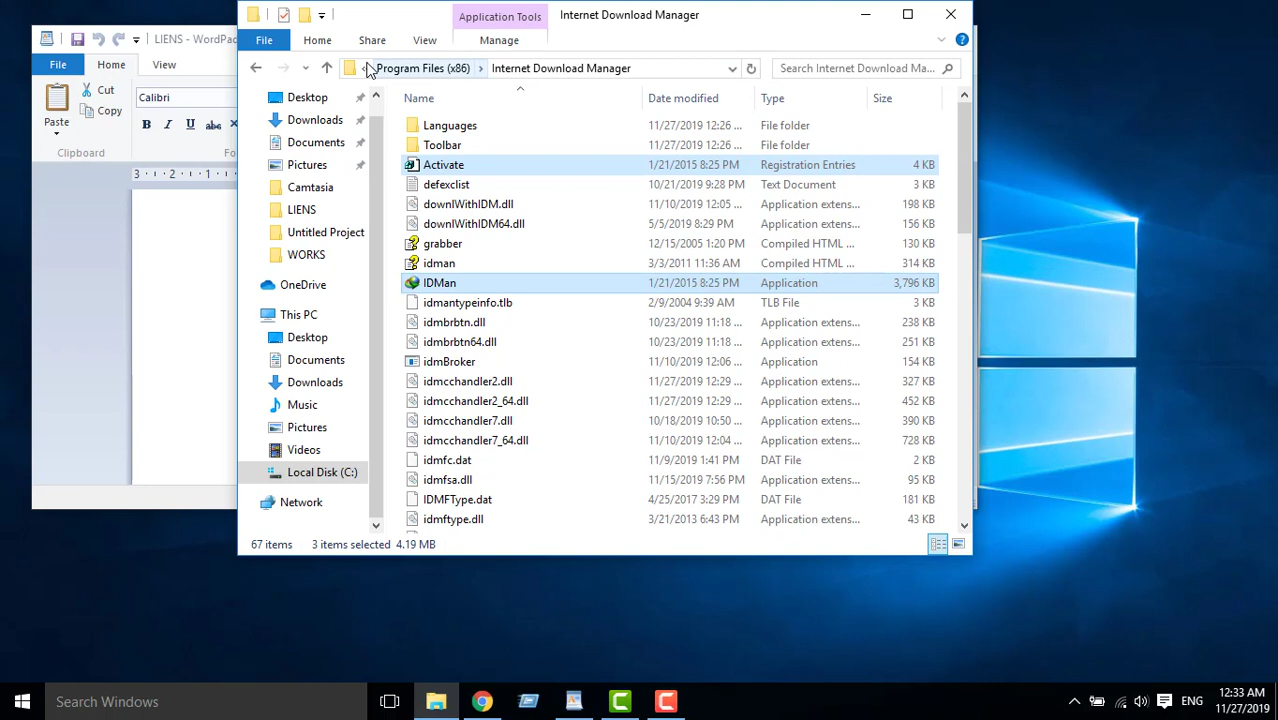 Application Tools
Internet Download Manager
LIENS - WordPa
File
Home
Share
View
Manage
File
Home
Program Files (x86)
Internet Download Manager
Search Internet Download Ma...
Cut
Copy
Paste
Clipboard
Calibri
B I U abc
Fo
3 · 2 · 1 ·
Name
Date modified
Type
Size
Desktop
Downloads
Documents
Pictures
Camtasia
LIENS
Untitled Project
WORKS
OneDrive
This PC
Desktop
Documents
Downloads
Music
Pictures
Videos
Local Disk (C:)
Network
Languages 11/27/2019 12:26 ... File folder
Toolbar 11/27/2019 12:26 ... File folder
Activate 1/21/2015 8:25 PM Registration Entries 4 KB
defexclist 10/21/2019 9:28 PM Text Document 3 KB
downlWithIDM.dll 11/10/2019 12:05 ... Application extens... 198 KB
downlWithIDM64.dll 5/5/2019 8:29 PM Application extens... 156 KB
grabber 12/15/2005 1:20 PM Compiled HTML ... 130 KB
idman 3/3/2011 11:36 AM Compiled HTML ... 314 KB
IDMan 1/21/2015 8:25 PM Application 3,796 KB
idmantypeinfo.tlb 2/9/2004 9:39 AM TLB File 3 KB
idmbrbtn.dll 10/23/2019 11:18 ... Application extens... 238 KB
idmbrbtn64.dll 10/23/2019 11:18 ... Application extens... 251 KB
idmBroker 11/10/2019 12:06 ... Application 154 KB
idmcchandler2.dll 11/27/2019 12:29 ... Application extens... 327 KB
idmcchandler2_64.dll 11/27/2019 12:29 ... Application extens... 452 KB
idmcchandler7.dll 10/18/2019 10:50 ... Application extens... 390 KB
idmcchandler7_64.dll 11/10/2019 12:04 ... Application extens... 728 KB
idmfc.dat 11/9/2019 1:41 PM DAT File 2 KB
idmfsa.dll 11/15/2019 7:56 PM Application extens... 95 KB
IDMFType.dat 4/25/2017 3:29 PM DAT File 181 KB
idmftype.dll 3/21/2013 6:43 PM Application extens... 43 KB
67 items 3 items selected 4.19 MB
Search Windows
ENG
12:33 AM
11/27/2019